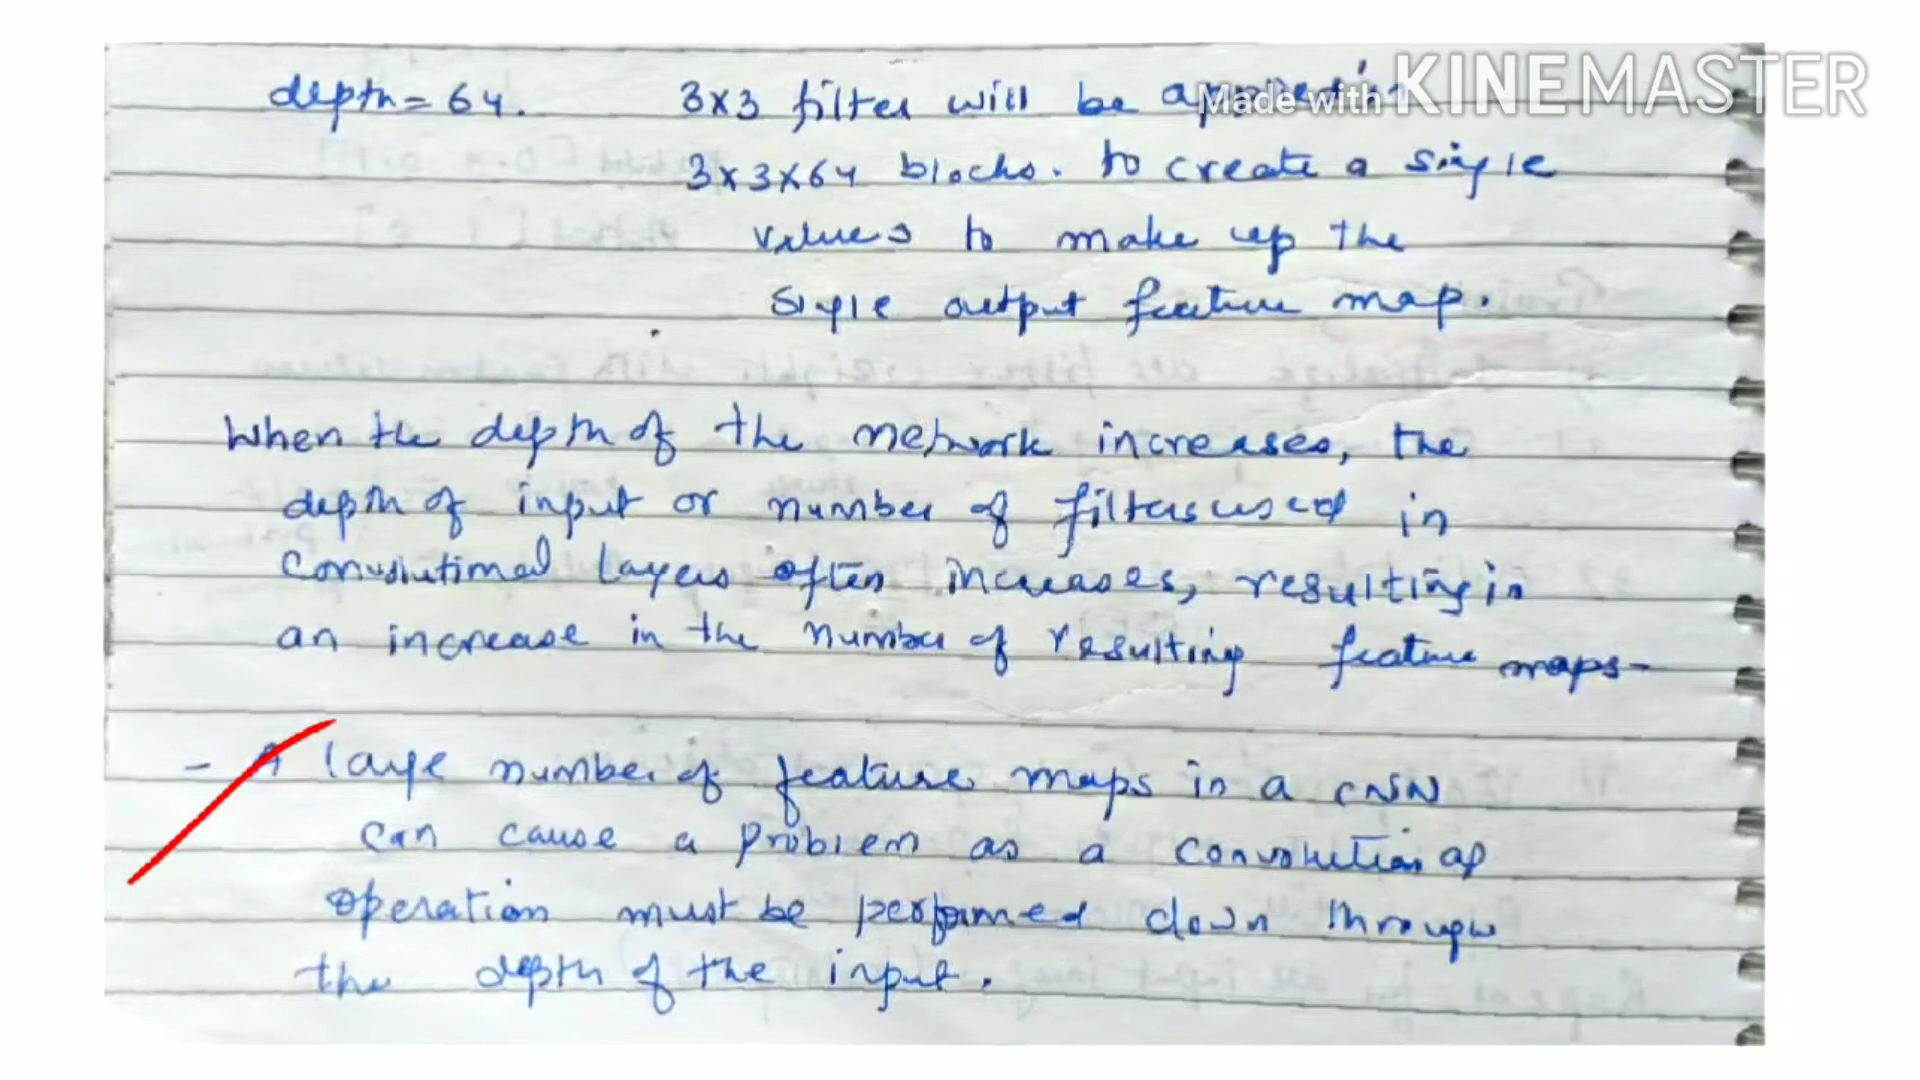 depth = 64. 3x3 filter will be applied in
Made with KINEMASTER
3x3x64 blocks. to create a single
values to make up the
single output feature map.
When the depth of the network increases, the
depth of input or number of filters used in
Convolutional layers often increases, resulting in
an increase in the number of resulting feature maps-
- A large number of feature maps in a CNN
can cause a problem as a convolution op
operation must be performed down through
the depth of the input.